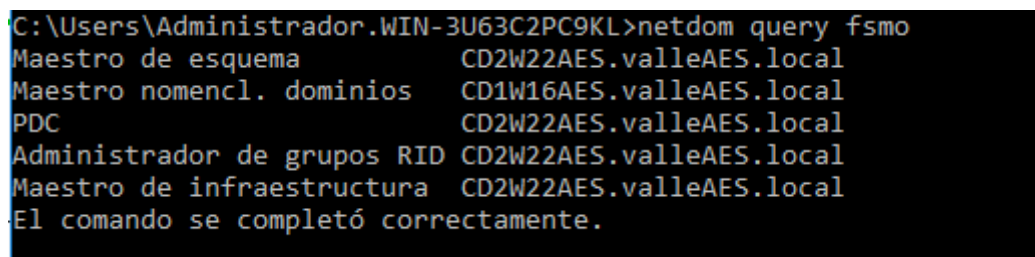 C:\Users\Administrador.WIN-3U63C2PC9KL>netdom query fsmo
Maestro de esquema CD2W22AES.valleAES.local
Maestro nomencl. dominios CD1W16AES.valleAES.local
PDC CD2W22AES.valleAES.local
Administrador de grupos RID CD2W22AES.valleAES.local
Maestro de infraestructura CD2W22AES.valleAES.local
El comando se completó correctamente.